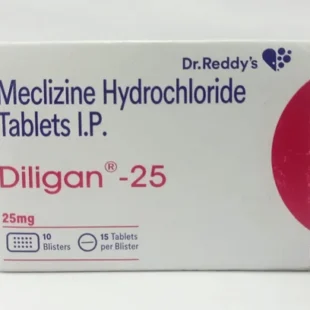 Dr.Reddy's
Meclizine Hydrochloride
Tablets I.P.
Diligan®-25
25mg
10 Blisters
15 Tablets per Blister